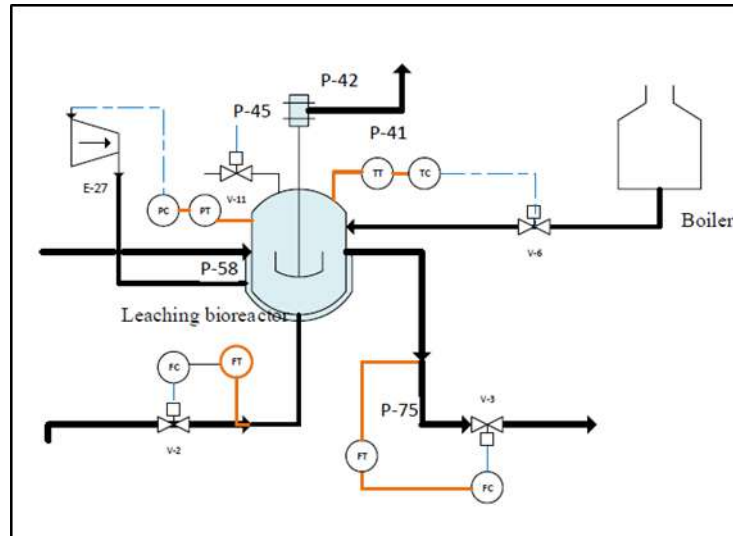 P-42
P-45
P-41
TT
TC
E-27
V-11
PC
PT
V-6
Boiler
P-58
Leaching bioreactor
FC
FT
V-2
P-75
V-3
FT
FC